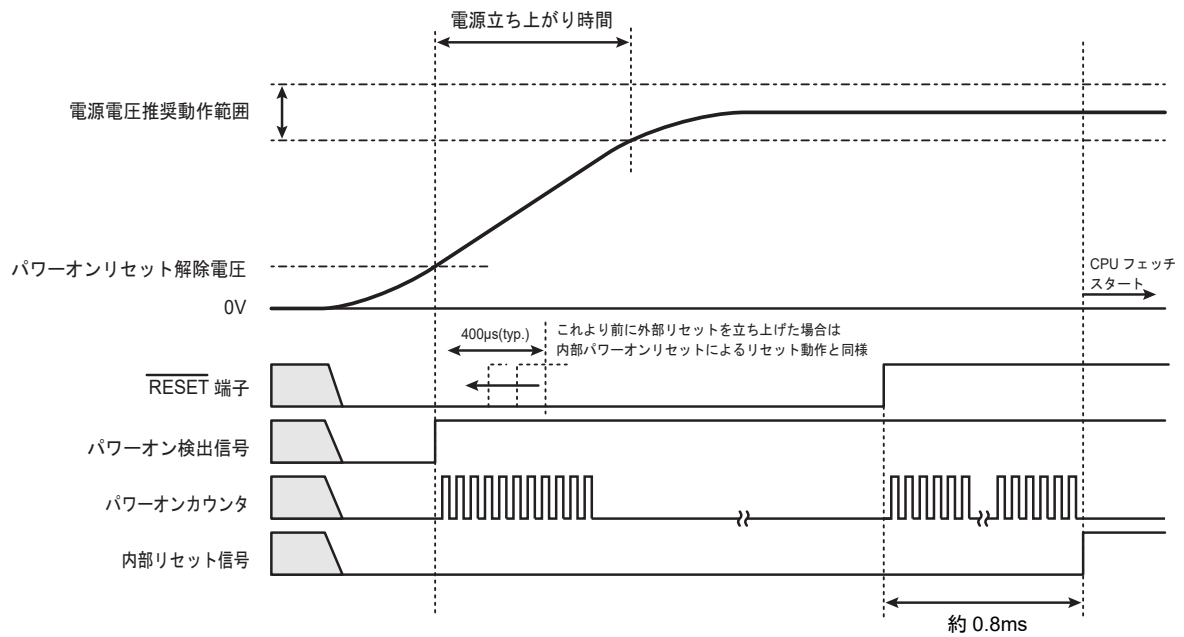 電源立ち上がり時間
電源電圧推奨動作範囲
パワーオンリセット解除電圧
0V
CPU フェッチ
スタート
400μs(typ.)
これより前に外部リセットを立ち上げた場合は
内部パワーオンリセットによるリセット動作と同様
RESET 端子
パワーオン検出信号
パワーオンカウンタ
内部リセット信号
約 0.8ms